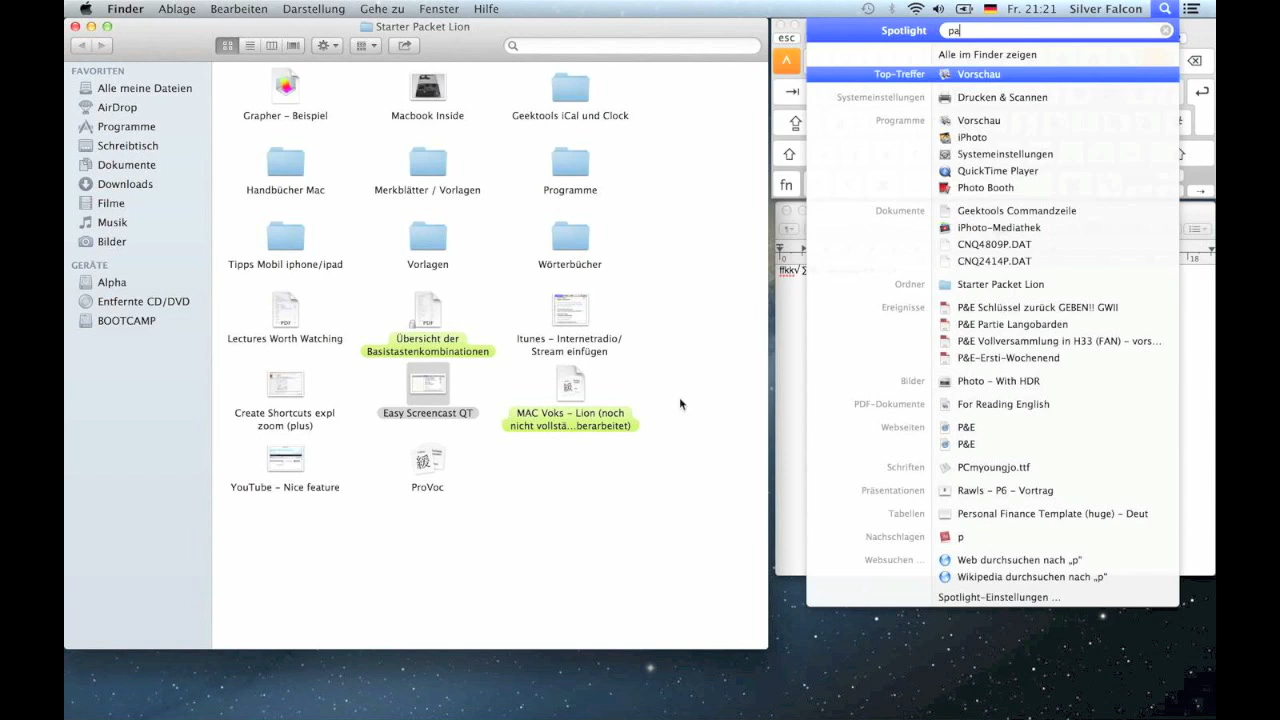 Finder Ablage Bearbeiten Darstellung Gehe zu Fenster Hilfe Fr. 21:21 Silver Falcon
Starter Packet Lion
FAVORITEN
Alle meine Dateien
AirDrop
Programme
Schreibtisch
Dokumente
Downloads
Filme
Musik
Bilder
GERÄTE
Alpha
Entfernte CD/DVD
BOOTCAMP
Grapher – Beispiel
Macbook Inside
Geektools iCal und Clock
Handbücher Mac
Merkblätter / Vorlagen
Programme
Tipps Mobil iphone/ipad
Vorlagen
Wörterbücher
PDF
Lectures Worth Watching
PDF
Übersicht der
Basistastenkombinationen
Itunes – Internetradio/
Stream einfügen
Create Shortcuts expl
zoom (plus)
Easy Screencast QT
MAC Voks – Lion (noch
nicht vollstä...berarbeitet)
YouTube – Nice feature
級
ProVoc
esc
fn
0
18
ffkk√
Spotlight pa
Alle im Finder zeigen
Top-Treffer Vorschau
Systemeinstellungen Drucken & Scannen
Programme Vorschau
iPhoto
Systemeinstellungen
QuickTime Player
Photo Booth
Dokumente Geektools Commandzeile
iPhoto-Mediathek
CNQ4809P.DAT
CNQ2414P.DAT
Ordner Starter Packet Lion
Ereignisse P&E Schlüssel zurück GEBEN!! GWII
P&E Partie Langobarden
P&E Vollversammlung in H33 (FAN) – vors...
P&E-Ersti-Wochenend
Bilder Photo – With HDR
PDF-Dokumente For Reading English
Webseiten P&E
P&E
Schriften PCmyoungjo.ttf
Präsentationen Rawls – P6 – Vortrag
Tabellen Personal Finance Template (huge) – Deut
Nachschlagen p
Websuchen ... Web durchsuchen nach „p"
Wikipedia durchsuchen nach „p"
Spotlight-Einstellungen ...